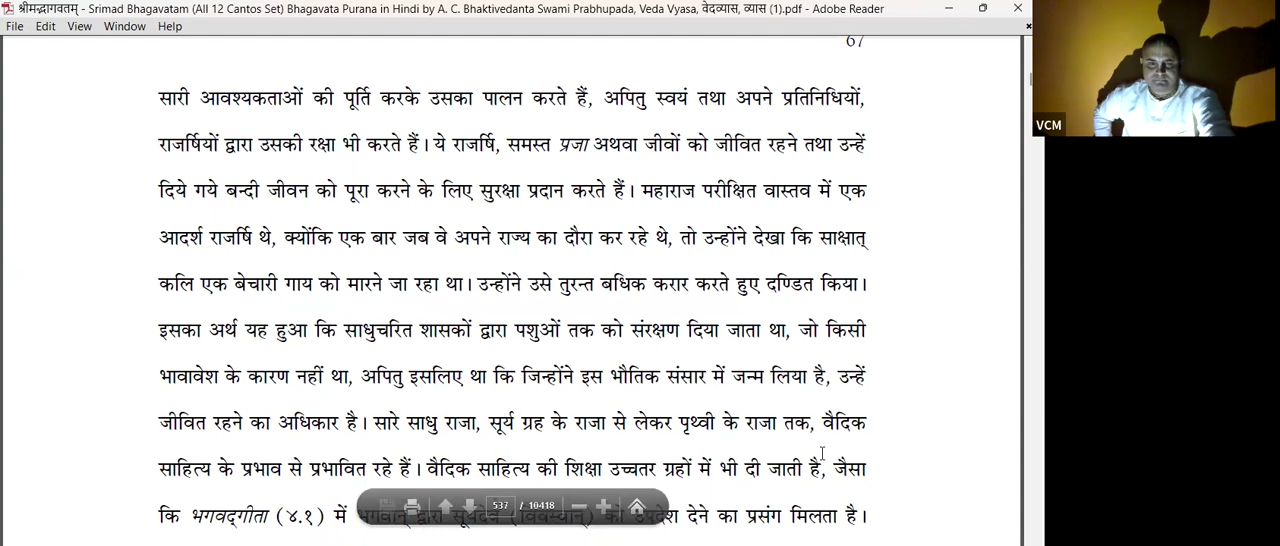 श्रीमद्भागवतम् - Srimad Bhagavatam (All 12 Cantos Set) Bhagavata Purana in Hindi by A. C. Bhaktivedanta Swami Prabhupada, Veda Vyasa, वेदव्यास, व्यास (1).pdf - Adobe Reader
File Edit View Window Help
67
सारी आवश्यकताओं की पूर्ति करके उसका पालन करते हैं, अपितु स्वयं तथा अपने प्रतिनिधियों,
राजर्षियों द्वारा उसकी रक्षा भी करते हैं। ये राजर्षि, समस्त प्रजा अथवा जीवों को जीवित रहने तथा उन्हें
दिये गये बन्दी जीवन को पूरा करने के लिए सुरक्षा प्रदान करते हैं। महाराज परीक्षित वास्तव में एक
आदर्श राजर्षि थे, क्योंकि एक बार जब वे अपने राज्य का दौरा कर रहे थे, तो उन्होंने देखा कि साक्षात्
कलि एक बेचारी गाय को मारने जा रहा था। उन्होंने उसे तुरन्त बधिक करार करते हुए दण्डित किया।
इसका अर्थ यह हुआ कि साधुचरित शासकों द्वारा पशुओं तक को संरक्षण दिया जाता था, जो किसी
भावावेश के कारण नहीं था, अपितु इसलिए था कि जिन्होंने इस भौतिक संसार में जन्म लिया है, उन्हें
जीवित रहने का अधिकार है। सारे साधु राजा, सूर्य ग्रह के राजा से लेकर पृथ्वी के राजा तक, वैदिक
साहित्य के प्रभाव से प्रभावित रहे हैं। वैदिक साहित्य की शिक्षा उच्चतर ग्रहों में भी दी जाती है, जैसा
कि भगवद्‌गीता (४.१) में भगवान् द्वारा सूर्यदेव (विवस्वान्) को उपदेश देने का प्रसंग मिलता है।
537 / 10418
VCM